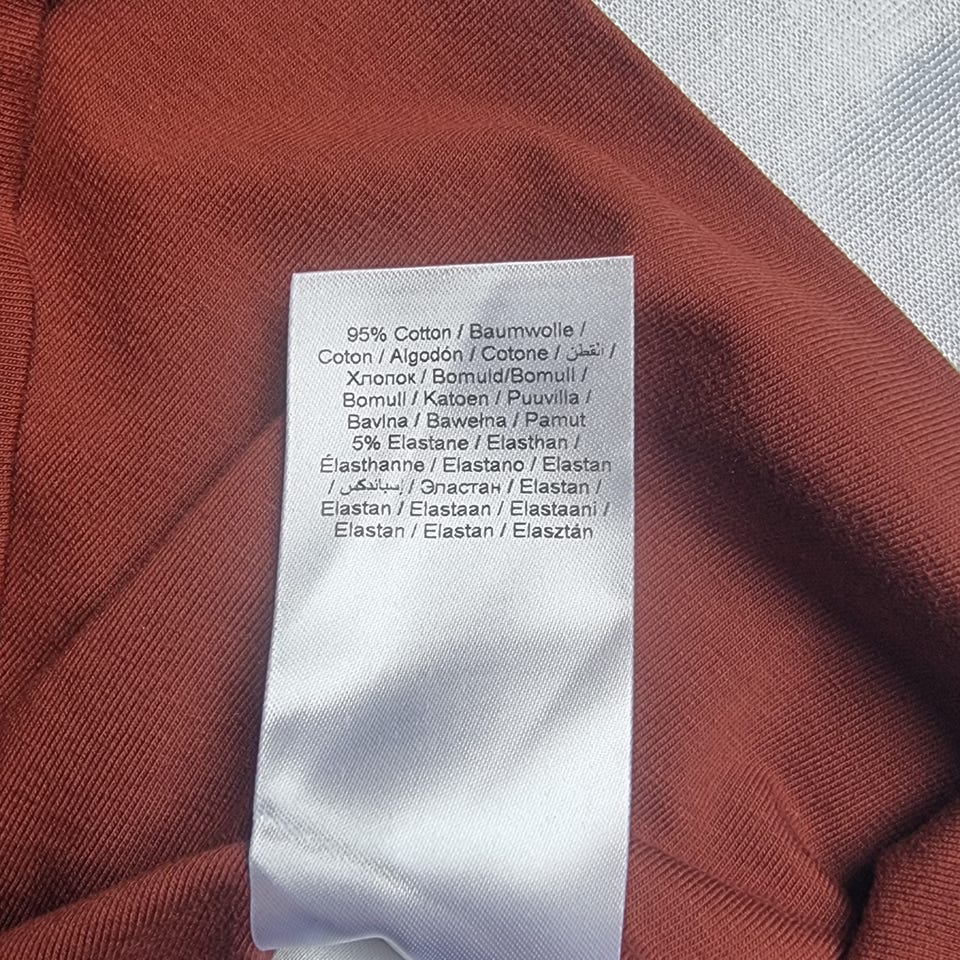 95% Cotton / Baumwolle /
Coton / Algodón / Cotone / القطن /
Хлопок / Bomuld/Bomull /
Bomull / Katoen / Puuvilla /
Bavlna / Bawełna / Pamut
5% Elastane / Elasthan /
Élasthanne / Elastano / Elastan
/ إسباندكس / Эластан / Elastan /
Elastan / Elastaan / Elastaani /
Elastan / Elastan / Elasztán